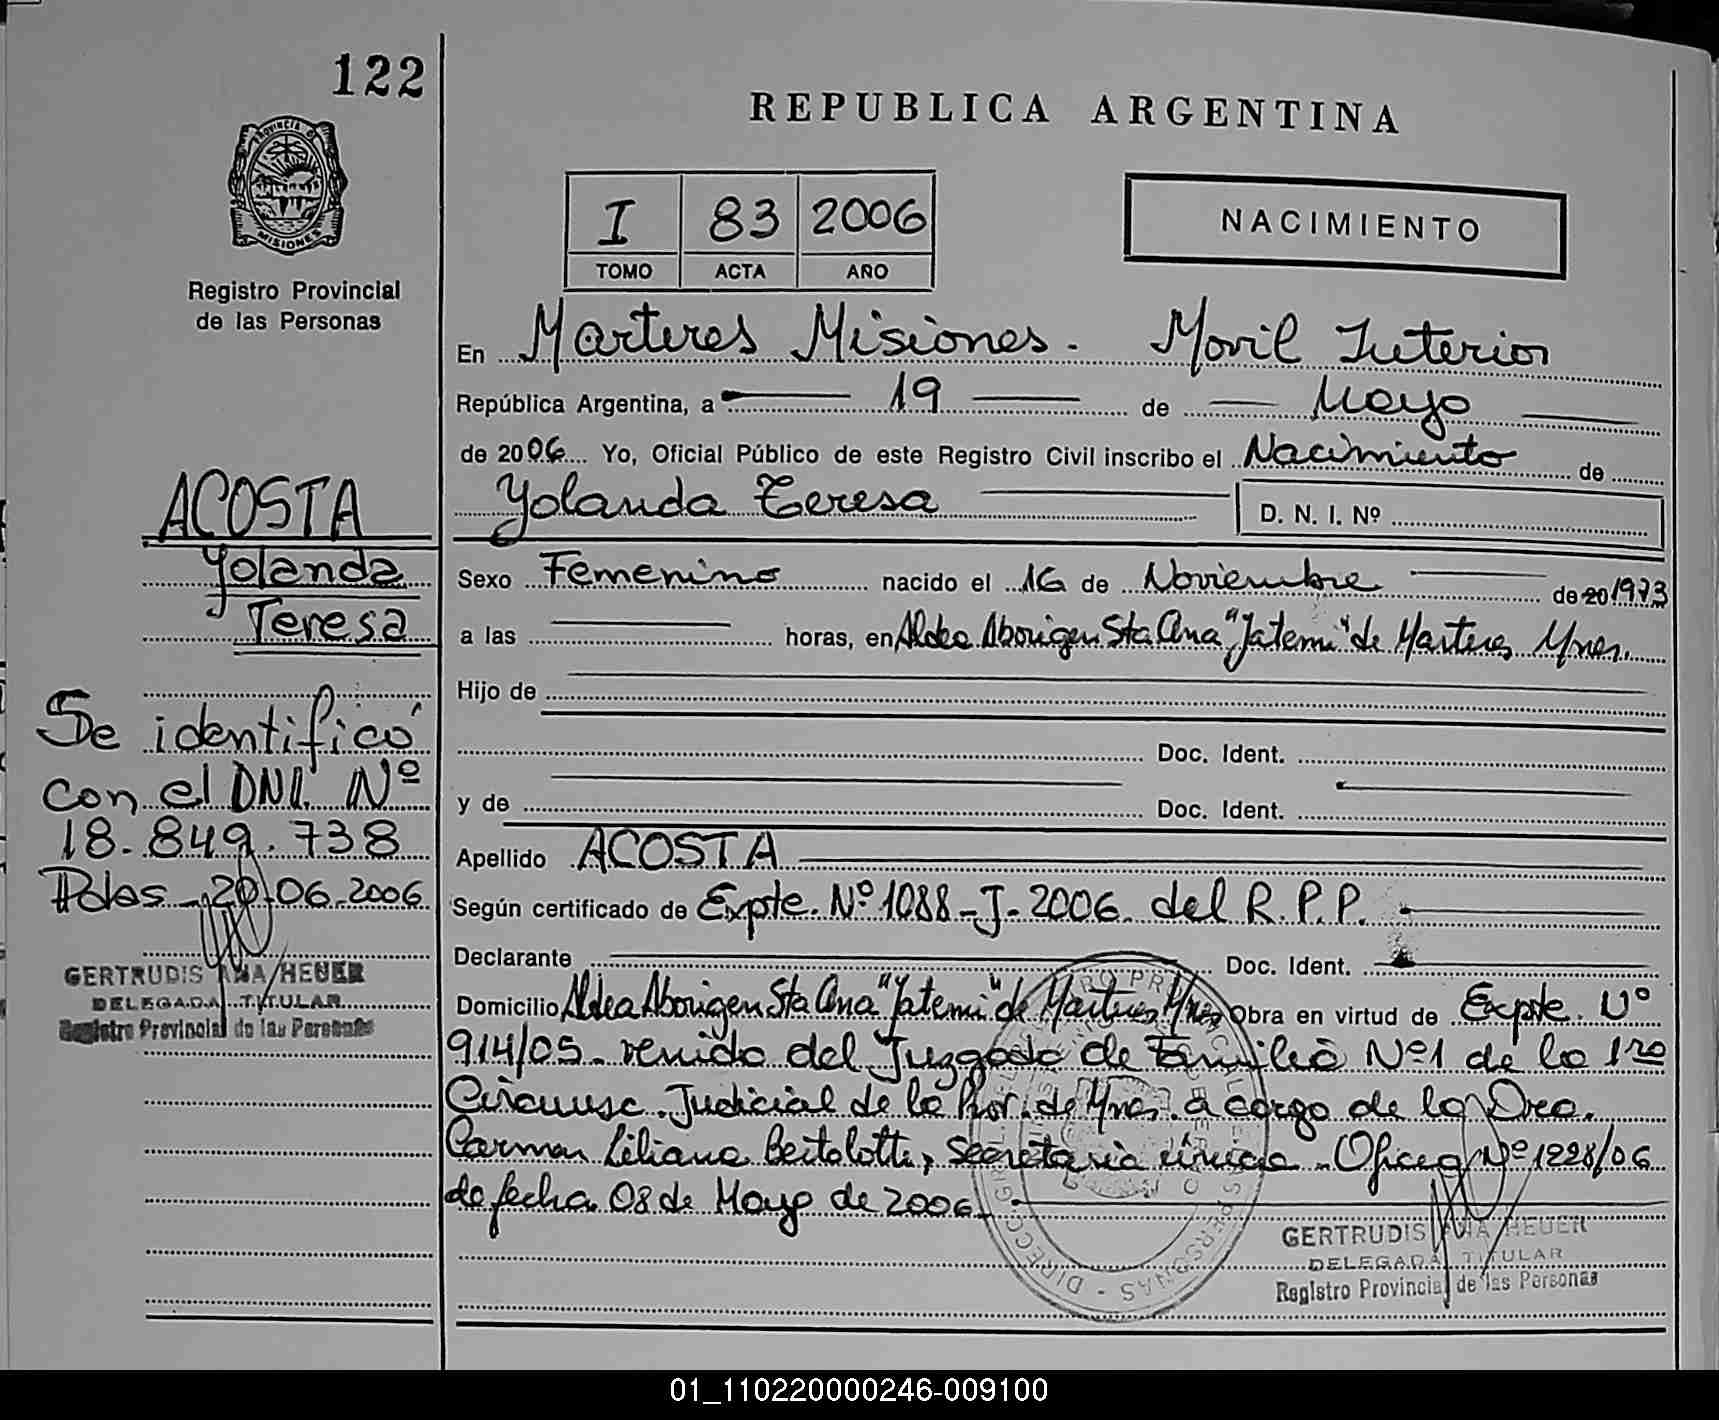 122
PROVINCIA D
MISIONES
Registro Provincial
de las Personas
ACOSTA
Yolanda
Teresa
Se identificó
con el DNI. Nº
18.849.738
Pdas 20-06-2006
GERTRUDIS ANA HEUER
DELEGADA TITULAR
Registro Provincial de las Personas
REPUBLICA ARGENTINA
I 83 2006
TOMO ACTA AÑO
NACIMIENTO
En Martires Misiones. Movil Interior
República Argentina, a 19 de Mayo
de 2006 Yo, Oficial Público de este Registro Civil inscribo el Nacimiento de
Yolanda Teresa D. N. I. Nº
Sexo Femenino nacido el 16 de Noviembre de 20 1973
a las horas, en Aldea Aborigen Sta Ana "Jatemi" de Martires Mnes.
Hijo de
Doc. Ident.
y de Doc. Ident.
Apellido ACOSTA
Según certificado de Expte. Nº 1088-J-2006 del R.P.P.
Declarante Doc. Ident.
Domicilio Aldea Aborigen Sta Ana "Jatemi" de Martires Mnes Obra en virtud de Expte. Nº
914/05- venido del Juzgado de Familia Nº1 de la 1ra
Circunsc. Judicial de la Prov. de Mnes. a cargo de la Dra.
Carmen Liliana Bertolotti, secretaria única - Oficio Nº 1228/06
de fecha 08 de Mayo de 2006.
GERTRUDIS ANA HEUER
DELEGADA TITULAR
Registro Provincial de las Personas
01_110220000246-009100